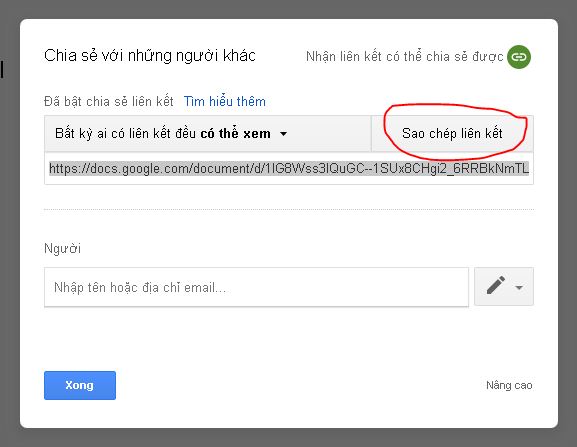 Chia sẻ với những người khác
Nhận liên kết có thể chia sẻ được
Đã bật chia sẻ liên kết Tìm hiểu thêm
Bất kỳ ai có liên kết đều có thể xem
Sao chép liên kết
https://docs.google.com/document/d/1IG8Wss3IQuGC--1SUx8CHgi2_6RRBkNmTL
Người
Nhập tên hoặc địa chỉ email...
Xong
Nâng cao